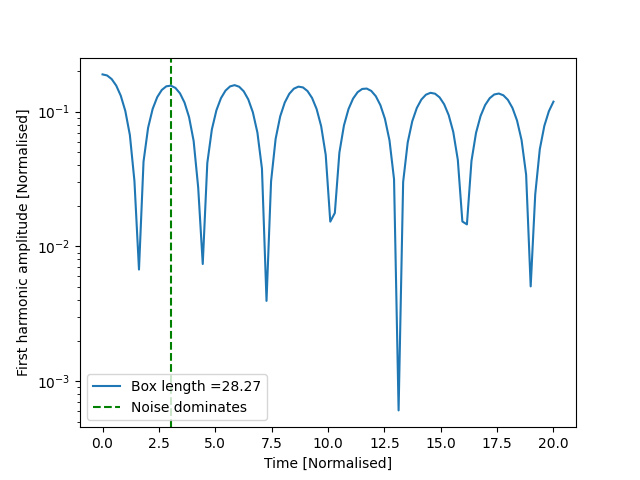 First harmonic amplitude [Normalised]
10⁻¹
10⁻²
10⁻³
Box length =28.27
Noise dominates
0.0 2.5 5.0 7.5 10.0 12.5 15.0 17.5 20.0
Time [Normalised]